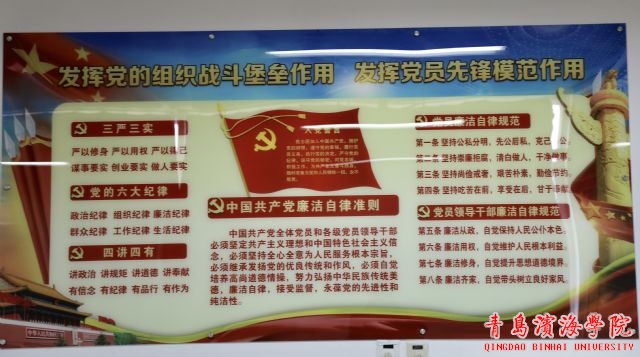 发挥党的组织战斗堡垒作用 发挥党员先锋模范作用
三严三实
严以修身 严以用权 严以律己
谋事要实 创业要实 做人要实
党的六大纪律
政治纪律 组织纪律 廉洁纪律
群众纪律 工作纪律 生活纪律
四讲四有
讲政治 讲规矩 讲道德 讲奉献
有信念 有纪律 有品行 有作为
入党誓言
中国共产党廉洁自律准则
中国共产党全体党员和各级党员领导干部
必须坚定共产主义理想和中国特色社会主义信
念，必须坚持全心全意为人民服务根本宗旨，
必须继承发扬党的优良传统和作风，必须自觉
培养高尚道德情操，努力弘扬中华民族传统美
德，廉洁自律，接受监督，永葆党的先进性和
纯洁性。
党员廉洁自律规范
第一条 坚持公私分明，先公后私，克己 公。
第二条 坚持崇廉拒腐，清白做人，干净做事。
第三条 坚持尚俭戒奢，艰苦朴素，勤俭节约。
第四条 坚持吃苦在前，享受在后，甘于奉献
党员领导干部廉洁自律规范
第五条 廉洁从政，自觉保持人民公仆本色。
第六条 廉洁用权，自觉维护人民根本利益。
第七条 廉洁修身，自觉提升思想道德境界。
第八条 廉洁齐家，自觉带头树立良好家风。
青岛滨海学院
QINGDAO BINHAI UNIVERSITY